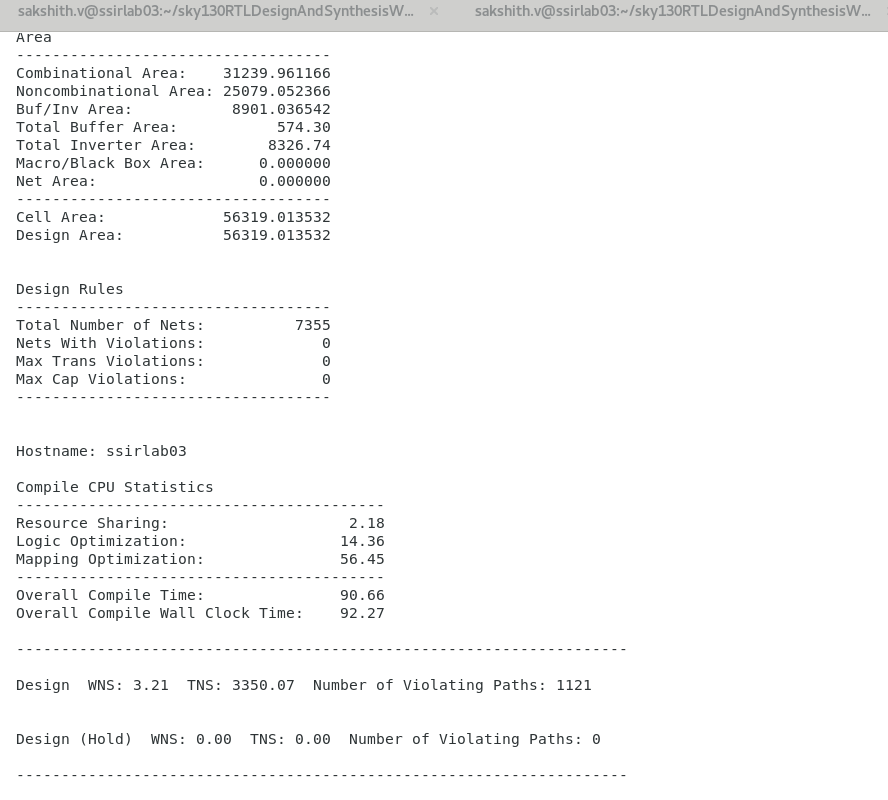 sakshith.v@ssirlab03:~/sky130RTLDesignAndSynthesisW... × sakshith.v@ssirlab03:~/sky130RTLDesignAndSynthesisW...
Area
-----------------------------------
Combinational Area:    31239.961166
Noncombinational Area: 25079.052366
Buf/Inv Area:           8901.036542
Total Buffer Area:           574.30
Total Inverter Area:        8326.74
Macro/Black Box Area:      0.000000
Net Area:                  0.000000
-----------------------------------
Cell Area:             56319.013532
Design Area:           56319.013532
Design Rules
-----------------------------------
Total Number of Nets:          7355
Nets With Violations:             0
Max Trans Violations:             0
Max Cap Violations:               0
-----------------------------------
Hostname: ssirlab03
Compile CPU Statistics
-----------------------------------------
Resource Sharing:                    2.18
Logic Optimization:                 14.36
Mapping Optimization:               56.45
-----------------------------------------
Overall Compile Time:               90.66
Overall Compile Wall Clock Time:    92.27
--------------------------------------------------------------------
Design  WNS: 3.21  TNS: 3350.07  Number of Violating Paths: 1121
Design (Hold)  WNS: 0.00  TNS: 0.00  Number of Violating Paths: 0
--------------------------------------------------------------------